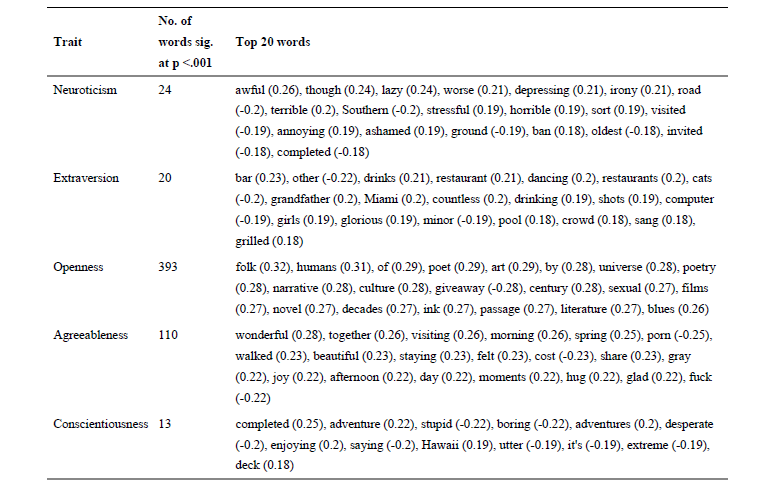 No. of
Trait words sig. Top 20 words
at p <.001
Neuroticism 24 awful (0.26), though (0.24), lazy (0.24), worse (0.21), depressing (0.21), irony (0.21), road
(-0.2), terrible (0.2), Southern (-0.2), stressful (0.19), horrible (0.19), sort (0.19), visited
(-0.19), annoying (0.19), ashamed (0.19), ground (-0.19), ban (0.18), oldest (-0.18), invited
(-0.18), completed (-0.18)
Extraversion 20 bar (0.23), other (-0.22), drinks (0.21), restaurant (0.21), dancing (0.2), restaurants (0.2), cats
(-0.2), grandfather (0.2), Miami (0.2), countless (0.2), drinking (0.19), shots (0.19), computer
(-0.19), girls (0.19), glorious (0.19), minor (-0.19), pool (0.18), crowd (0.18), sang (0.18),
grilled (0.18)
Openness 393 folk (0.32), humans (0.31), of (0.29), poet (0.29), art (0.29), by (0.28), universe (0.28), poetry
(0.28), narrative (0.28), culture (0.28), giveaway (-0.28), century (0.28), sexual (0.27), films
(0.27), novel (0.27), decades (0.27), ink (0.27), passage (0.27), literature (0.27), blues (0.26)
Agreeableness 110 wonderful (0.28), together (0.26), visiting (0.26), morning (0.26), spring (0.25), porn (-0.25),
walked (0.23), beautiful (0.23), staying (0.23), felt (0.23), cost (-0.23), share (0.23), gray
(0.22), joy (0.22), afternoon (0.22), day (0.22), moments (0.22), hug (0.22), glad (0.22), fuck
(-0.22)
Conscientiousness 13 completed (0.25), adventure (0.22), stupid (-0.22), boring (-0.22), adventures (0.2), desperate
(-0.2), enjoying (0.2), saying (-0.2), Hawaii (0.19), utter (-0.19), it's (-0.19), extreme (-0.19),
deck (0.18)